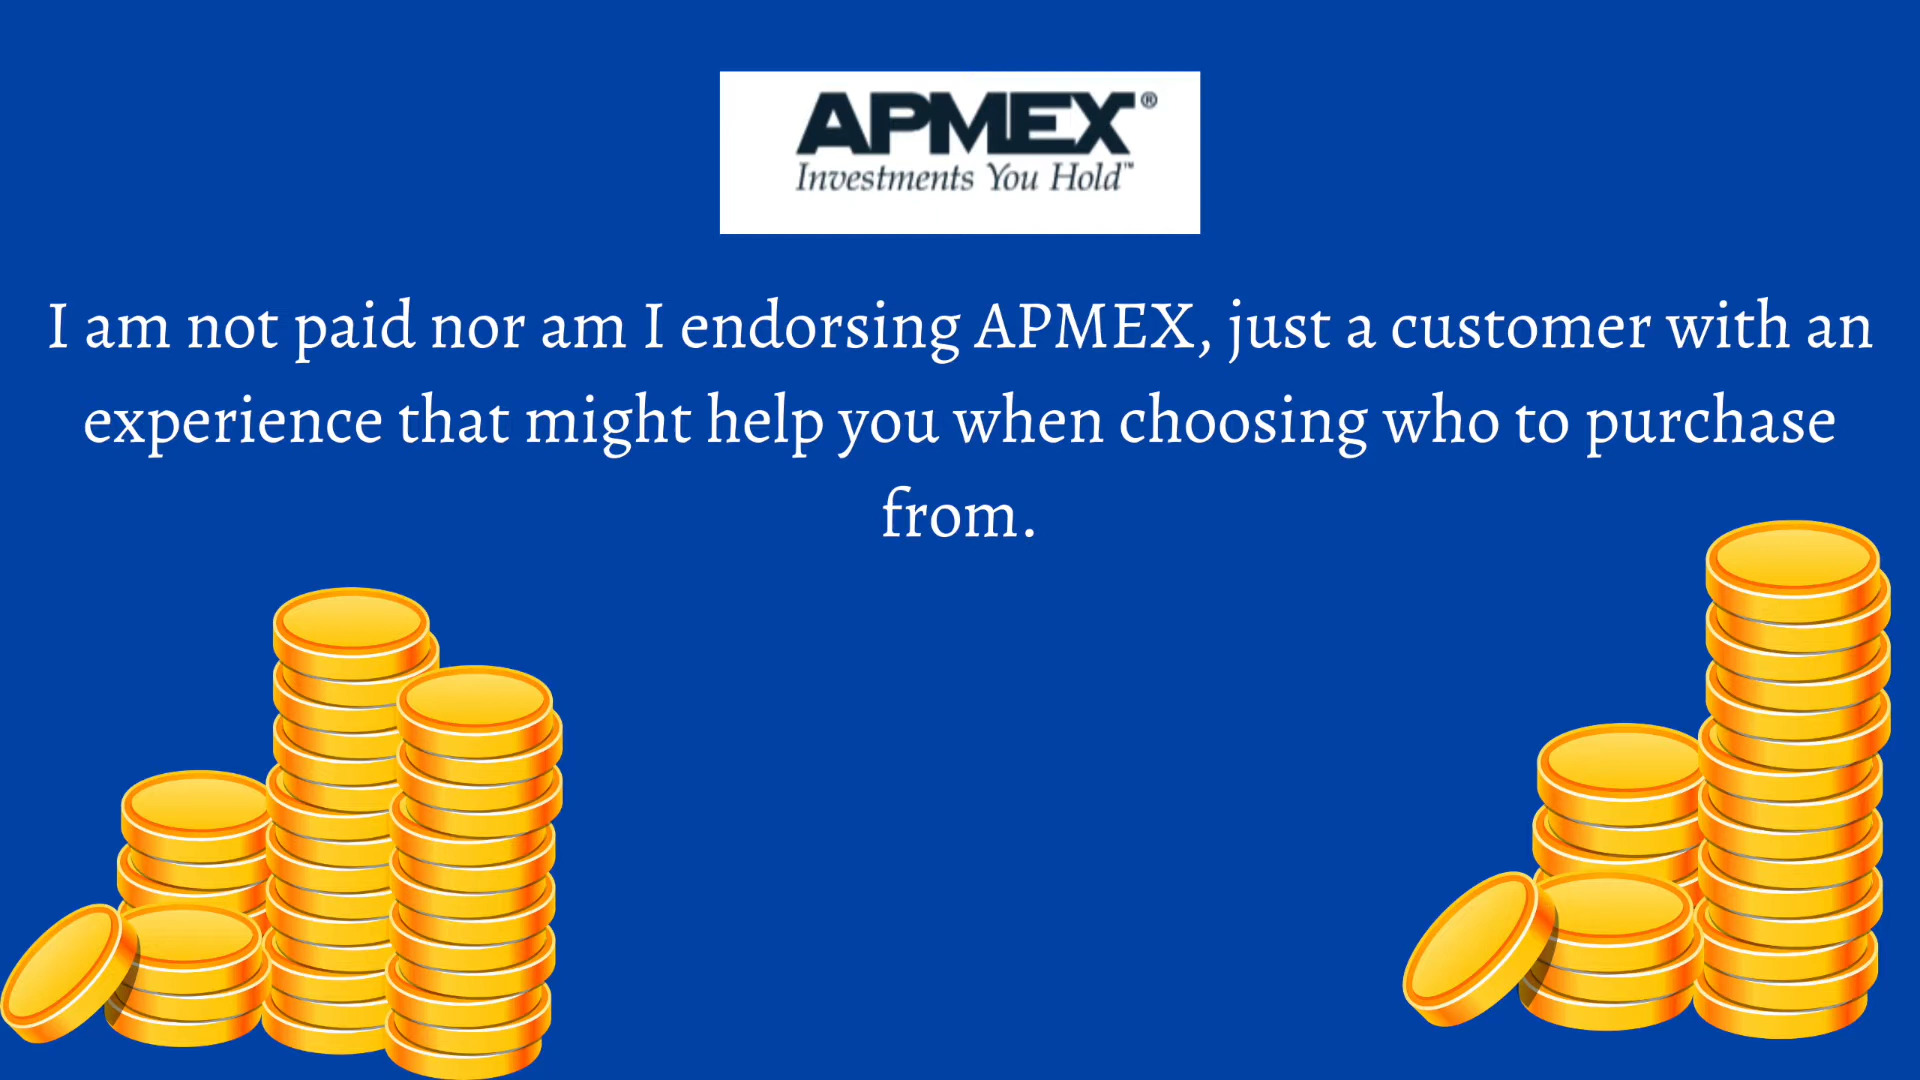 APMEX®
Investments You Hold™
I am not paid nor am I endorsing APMEX, just a customer with an
experience that might help you when choosing who to purchase
from.